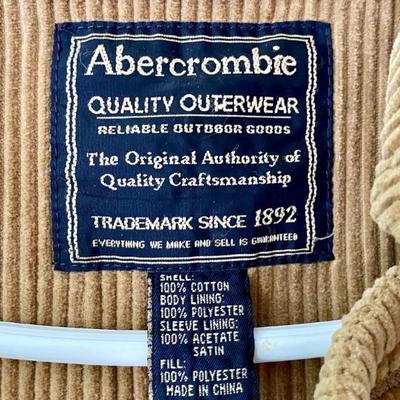 Abercrombie
QUALITY OUTERWEAR
RELIABLE OUTDOOR GOODS
The Original Authority of
Quality Craftsmanship
TRADEMARK SINCE 1892
EVERYTHING WE MAKE AND SELL IS GUARANTEED
SHELL:
100% COTTON
BODY LINING:
100% POLYESTER
SLEEVE LINING:
100% ACETATE
SATIN
FILL:
100% POLYESTER
MADE IN CHINA